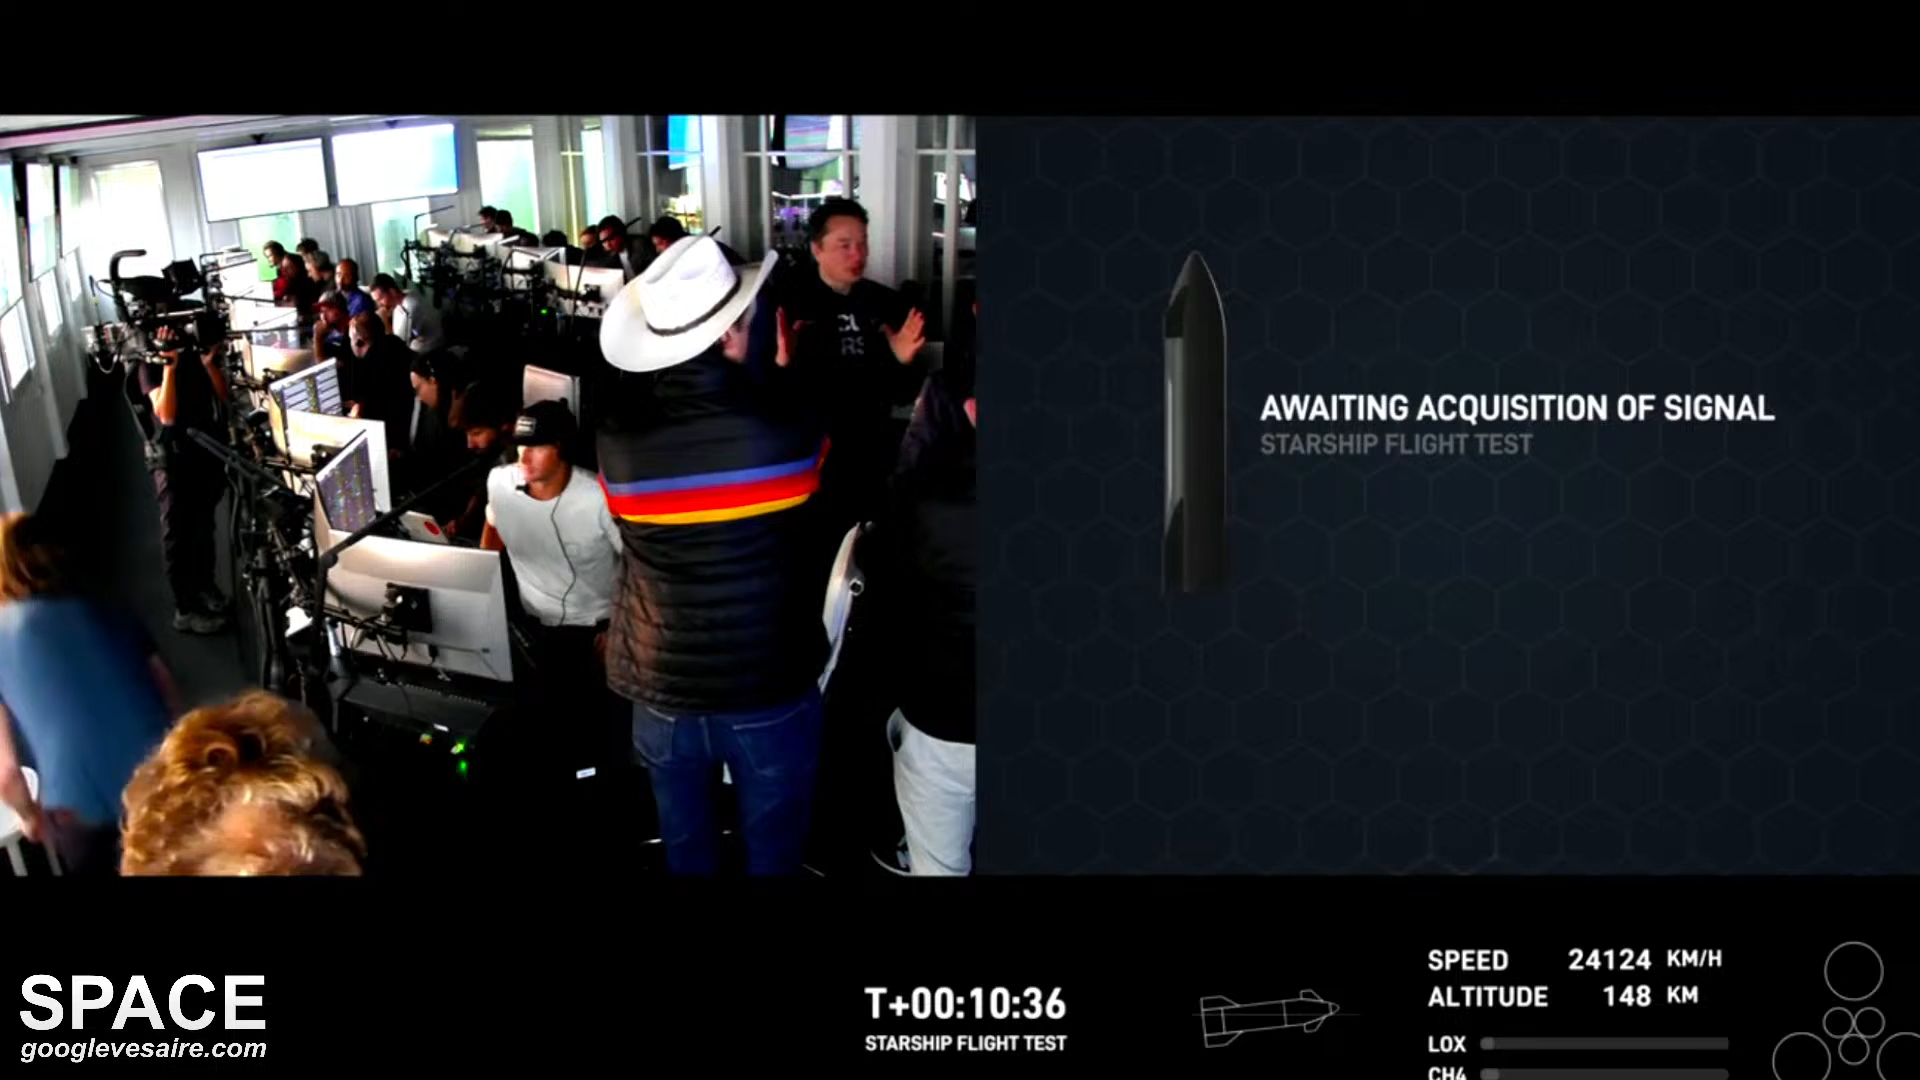 AWAITING ACQUISITION OF SIGNAL
STARSHIP FLIGHT TEST
SPACE
googlevesaire.com
T+00:10:36
STARSHIP FLIGHT TEST
SPEED 24124 KM/H
ALTITUDE 148 KM
LOX
CH4